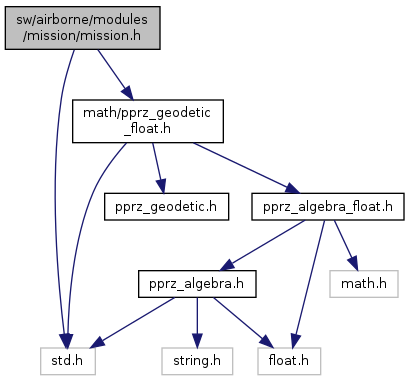 sw/airborne/modules
/mission/mission.h
math/pprz_geodetic
_float.h
pprz_geodetic.h
pprz_algebra_float.h
pprz_algebra.h
math.h
std.h
string.h
float.h